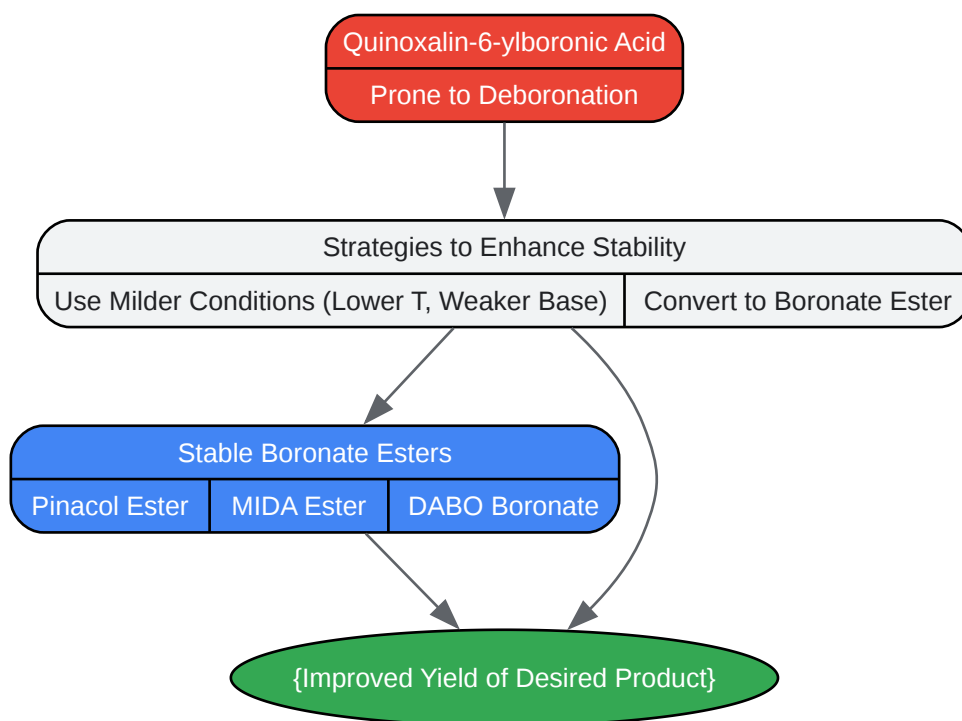 Quinoxalin-6-ylboronic Acid
Prone to Deboronation
Strategies to Enhance Stability
Use Milder Conditions (Lower T, Weaker Base)
Convert to Boronate Ester
Stable Boronate Esters
Pinacol Ester
MIDA Ester
DABO Boronate
{Improved Yield of Desired Product}